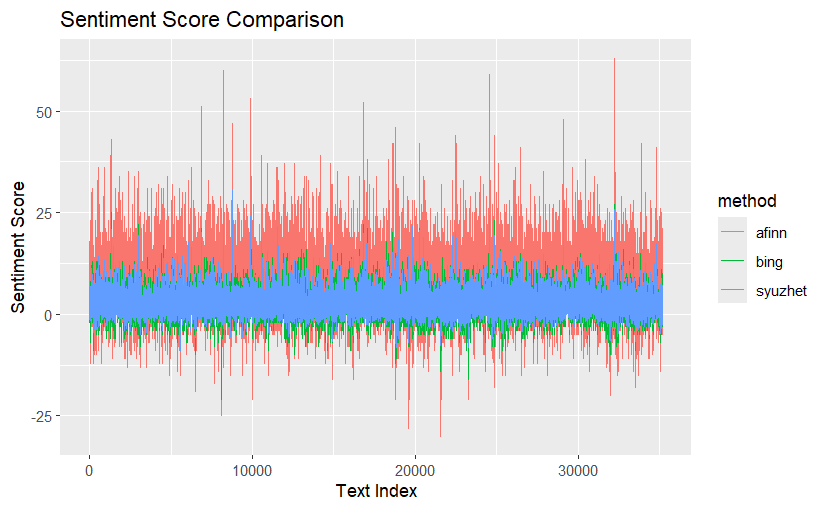 Sentiment Score Comparison
50
25
0
-25
Sentiment Score
0 10000 20000 30000
Text Index
method
afinn
bing
syuzhet